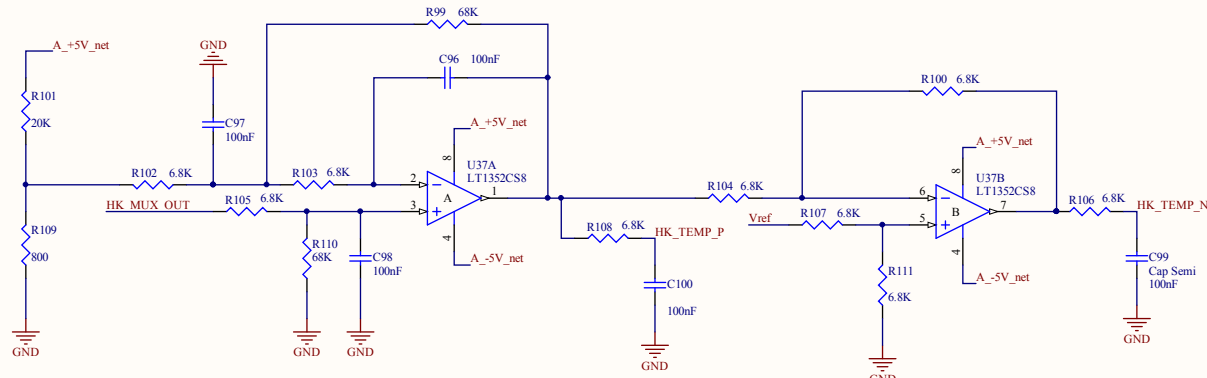 R99 68K
GND
A_+5V_net
C96 100nF
R101
20K
C97
100nF
R100 6.8K
A_+5V_net
A_+5V_net
8
8
U37A
LT1352CS8
U37B
LT1352CS8
R102 6.8K
R103 6.8K
2
A
1
HK_MUX_OUT
R105 6.8K
3
R104 6.8K
6
B
7
R106 6.8K
HK_TEMP_N
Vref
R107 6.8K
5
R108 6.8K
HK_TEMP_P
4
4
R109
800
R110
68K
C98
100nF
A_-5V_net
A_-5V_net
R111
6.8K
C99
Cap Semi
100nF
C100
100nF
GND
GND
GND
GND
GND
GND